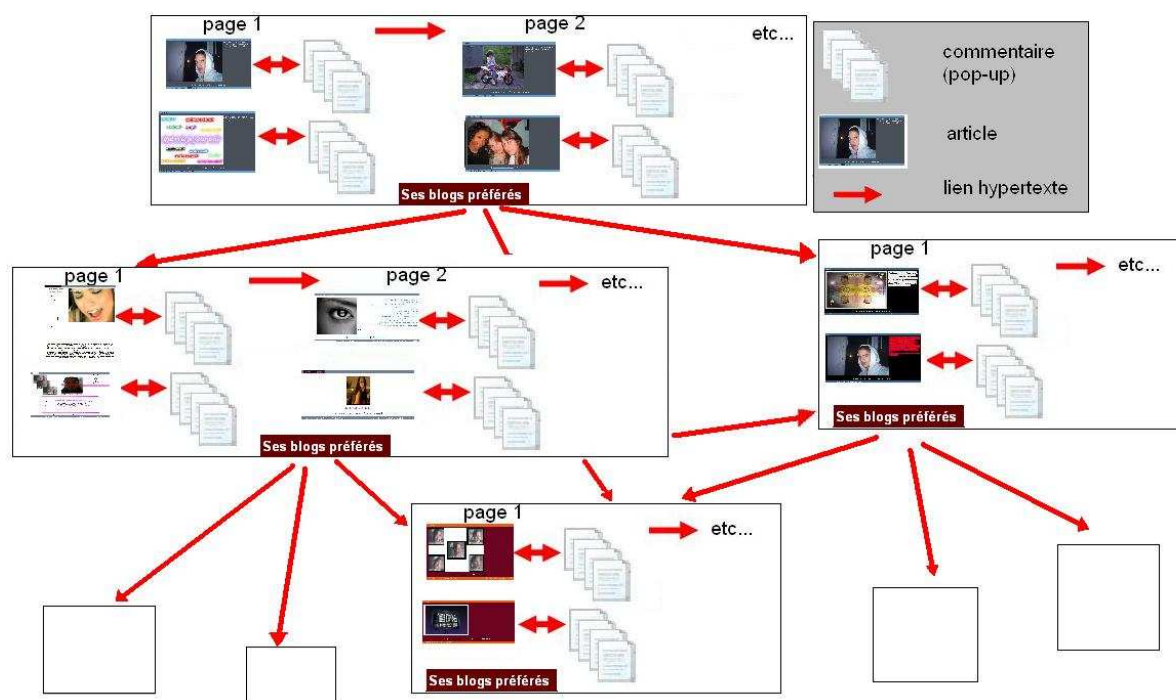 page 1
page 2
etc...
Ses blogs préférés
commentaire
(pop-up)
article
lien hypertexte
page 1
page 2
etc...
Ses blogs préférés
page 1
etc...
Ses blogs préférés
page 1
etc...
Ses blogs préférés